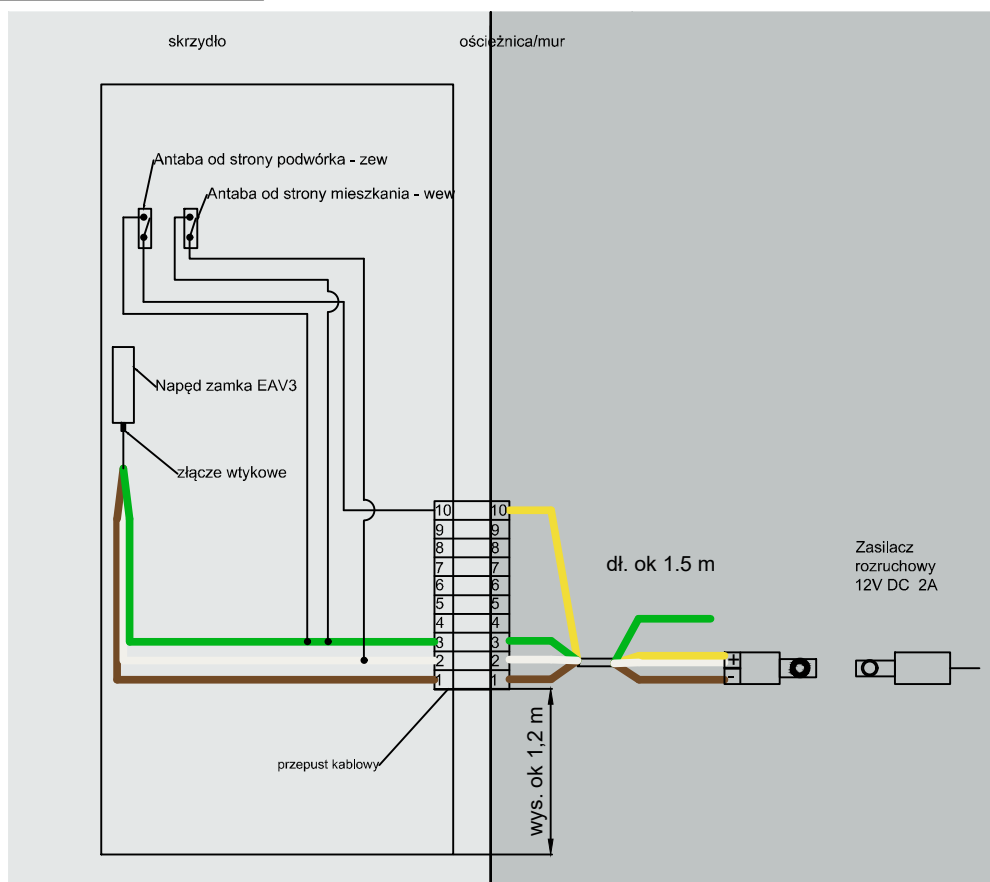 skrzydło
ościeżnica/mur
Antaba od strony podwórka - zew
Antaba od strony mieszkania - wew
Napęd zamka EAV3
złącze wtykowe
10 10
9 9
8 8
7 7
6 6
5 5
4 4
3 3
2 2
1 1
dł. ok 1.5 m
Zasilacz
rozruchowy
12V DC 2A
+
-
przepust kablowy
wys. ok 1,2 m